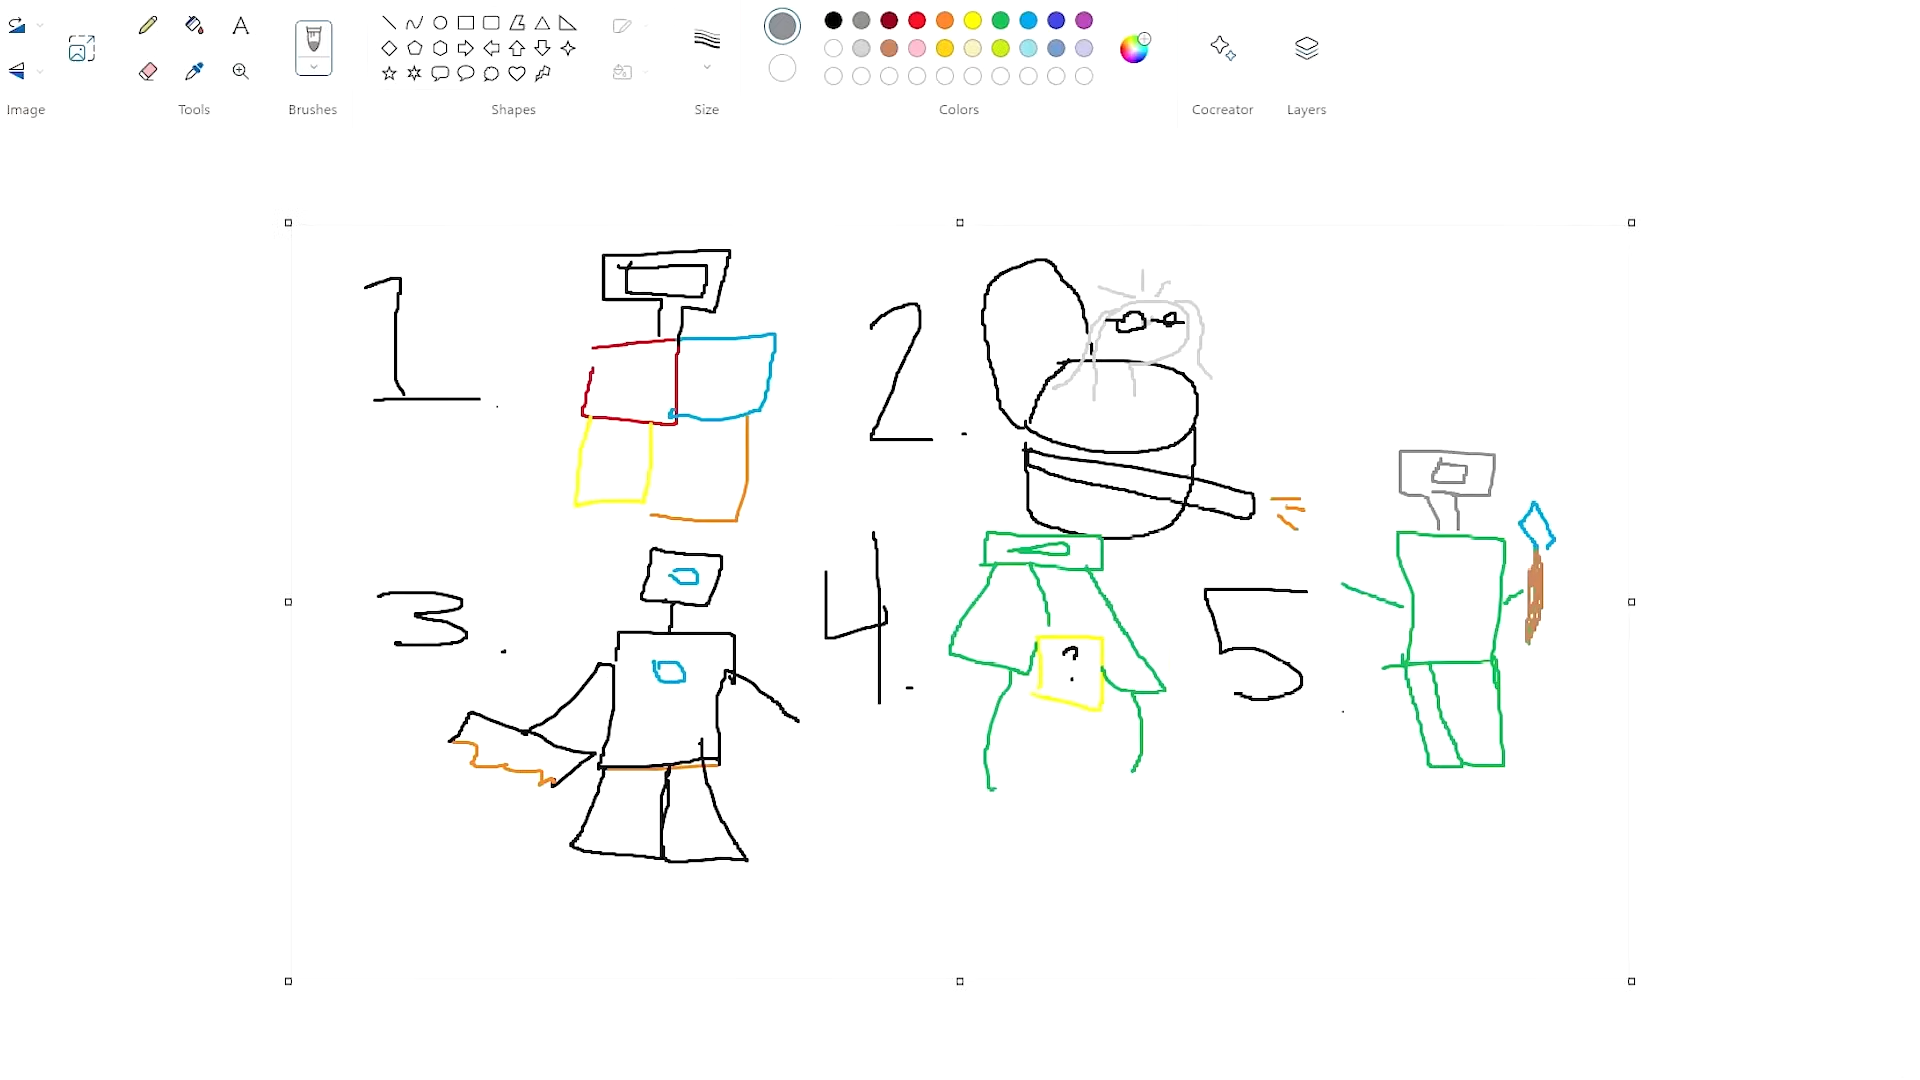 A
Image
Tools
Brushes
Shapes
Size
Colors
Cocreator
Layers
1.
2.
3.
4.
?
5.